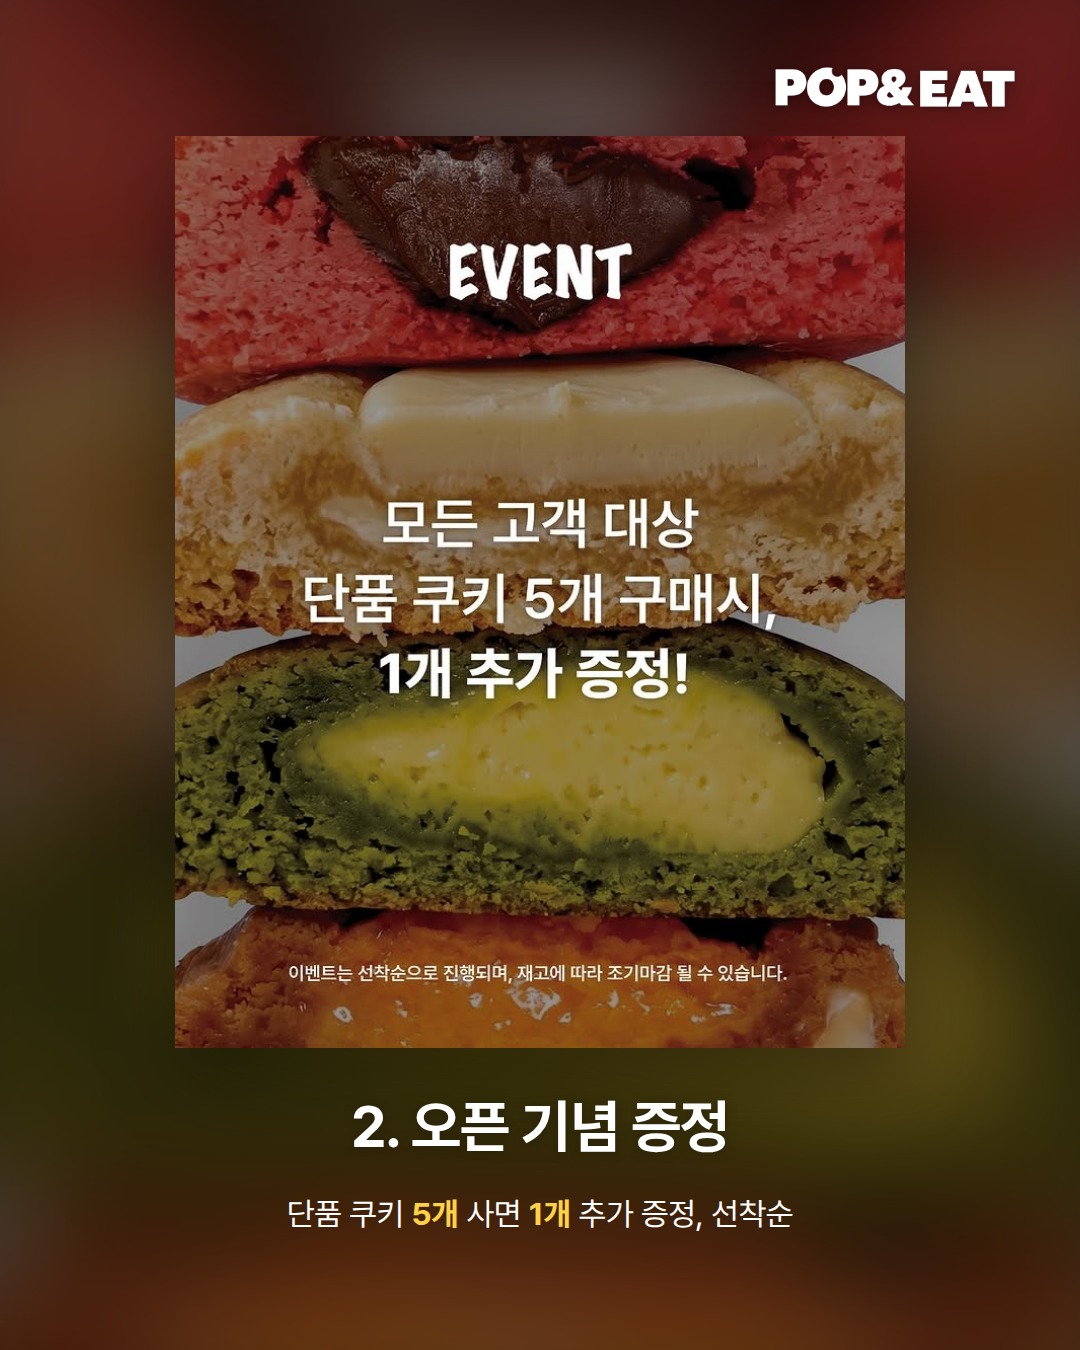 POP&EAT
EVENT
모든 고객 대상
단품 쿠키 5개 구매시,
1개 추가 증정!
이벤트는 선착순으로 진행되며, 재고에 따라 조기마감 될 수 있습니다.
2. 오픈 기념 증정
단품 쿠키 5개 사면 1개 추가 증정, 선착순